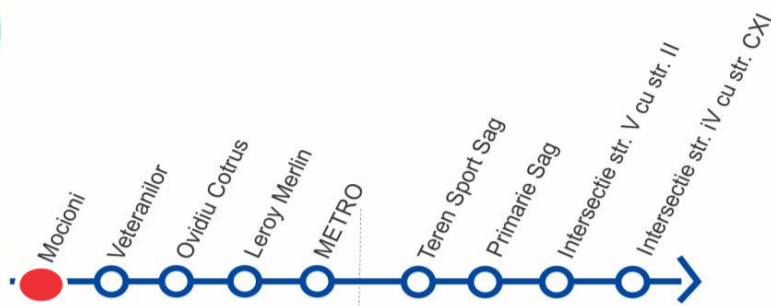 Mocioni
Veteranilor
Ovidiu Cotrus
Leroy Merlin
METRO
Teren Sport Sag
Primarie Sag
Intersectie str. V cu str. II
Intersectie str. iV cu str. CXI